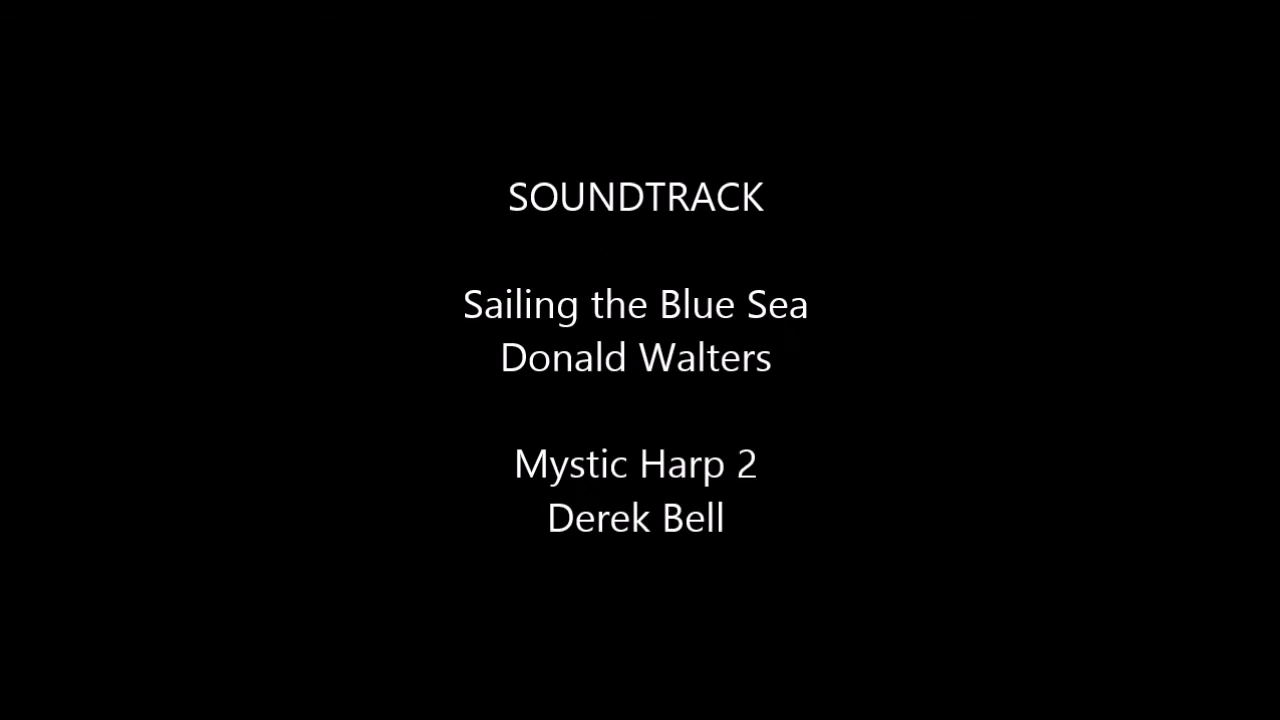 SOUNDTRACK
Sailing the Blue Sea
Donald Walters
Mystic Harp 2
Derek Bell